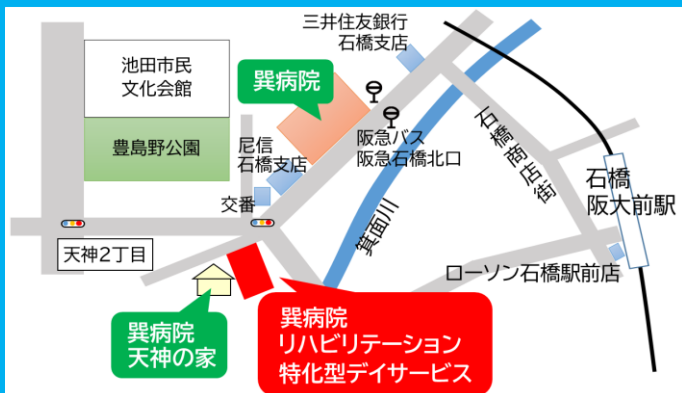 三井住友銀行
石橋支店
池田市民
文化会館
巽病院
豊島野公園
尼信
石橋支店
阪急バス
阪急石橋北口
石橋商店街
石橋
阪大前駅
交番
箕面川
天神2丁目
ローソン石橋駅前店
巽病院
天神の家
巽病院
リハビリテーション
特化型デイサービス